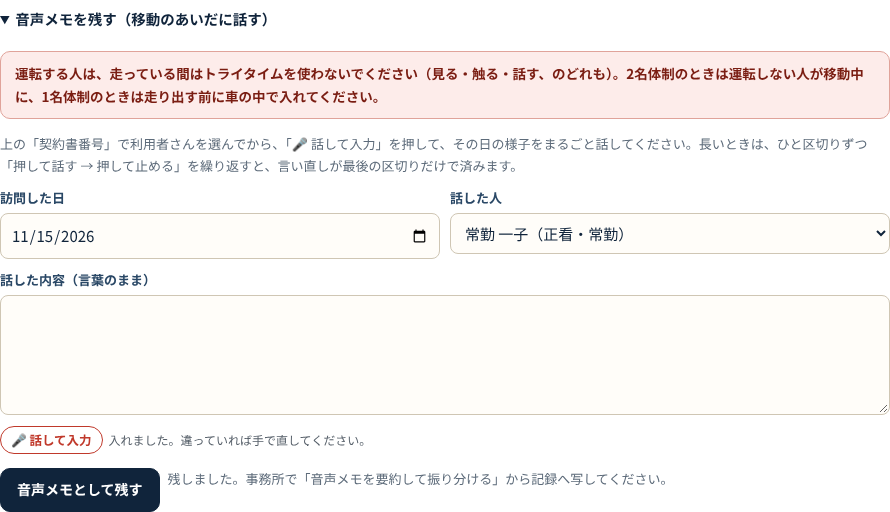 ▼ 音声メモを残す（移動のあいだに話す）
運転する人は、走っている間はトライタイムを使わないでください（見る・触る・話す、のどれも）。2名体制のときは運転しない人が移動中
に、1名体制のときは走り出す前に車の中で入れてください。
上の「契約書番号」で利用者さんを選んでから、「🎤 話して入力」を押して、その日の様子をまるごと話してください。長いときは、ひと区切りずつ
「押して話す → 押して止める」を繰り返すと、言い直しが最後の区切りだけで済みます。
訪問した日
話した人
11/15/2026
常勤 一子（正看・常勤）
話した内容（言葉のまま）
🎤 話して入力 入れました。違っていれば手で直してください。
音声メモとして残す 残しました。事務所で「音声メモを要約して振り分ける」から記録へ写してください。